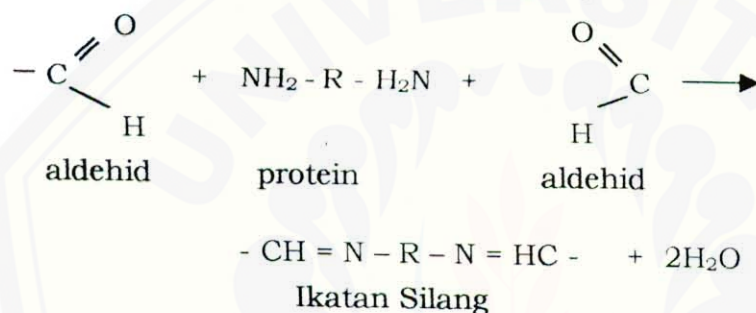 O O
– C + NH₂ - R - H₂N + C
H H
aldehid protein aldehid
- CH = N – R – N = HC - + 2H₂O
Ikatan Silang